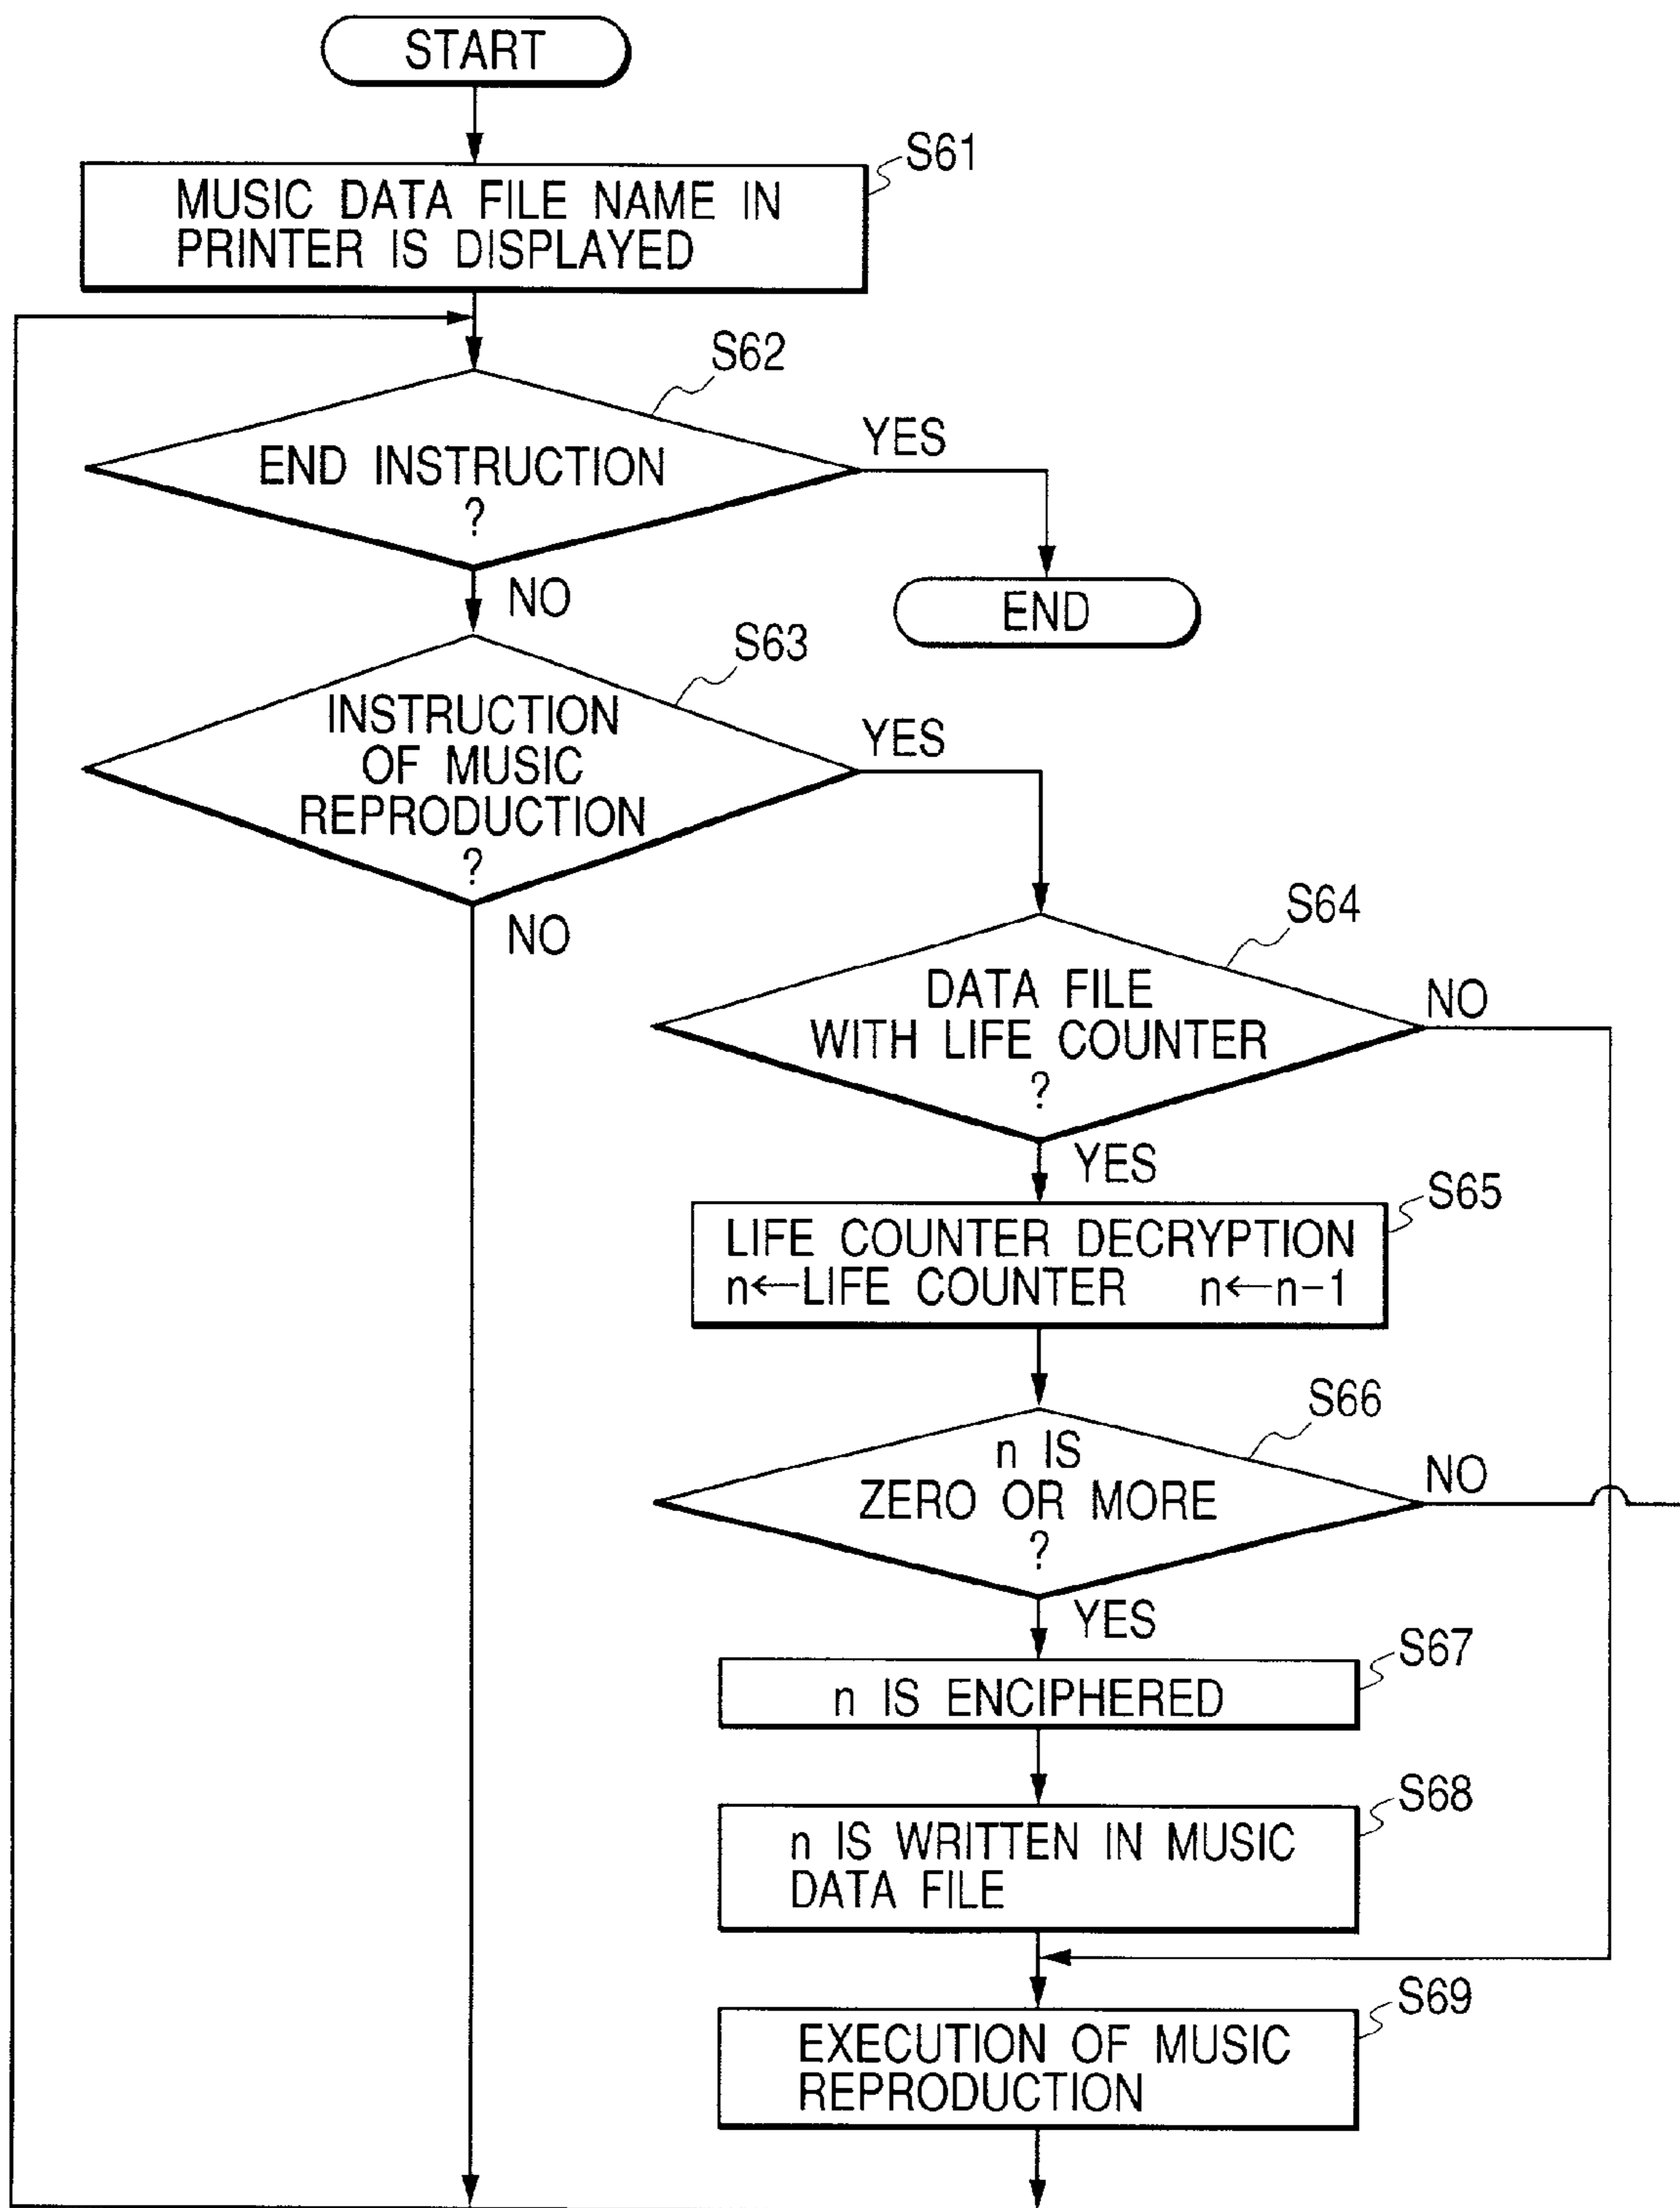 START
S61
MUSIC DATA FILE NAME IN
PRINTER IS DISPLAYED
S62
END INSTRUCTION
?
YES
NO
END
S63
INSTRUCTION
OF MUSIC
REPRODUCTION
?
YES
NO
S64
DATA FILE
WITH LIFE COUNTER
?
NO
YES
S65
LIFE COUNTER DECRYPTION
n←LIFE COUNTER n←n-1
S66
n IS
ZERO OR MORE
?
NO
YES
S67
n IS ENCIPHERED
S68
n IS WRITTEN IN MUSIC
DATA FILE
S69
EXECUTION OF MUSIC
REPRODUCTION